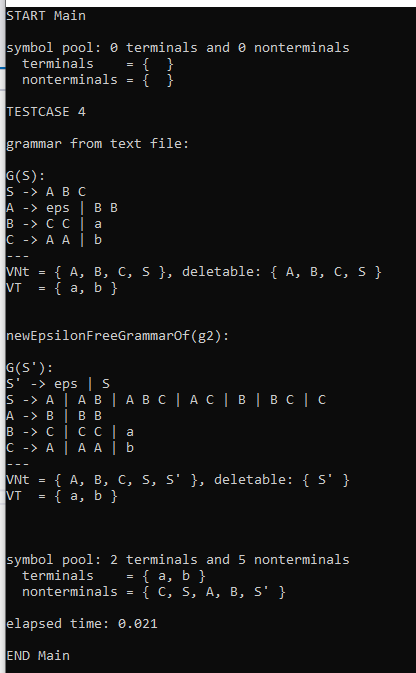 START Main
symbol pool: 0 terminals and 0 nonterminals
terminals    = {  }
nonterminals = {  }
TESTCASE 4
grammar from text file:
G(S):
S -> A B C
A -> eps | B B
B -> C C | a
C -> A A | b
---
VNt = { A, B, C, S }, deletable: { A, B, C, S }
VT  = { a, b }
newEpsilonFreeGrammarOf(g2):
G(S'):
S' -> eps | S
S -> A | A B | A B C | A C | B | B C | C
A -> B | B B
B -> C | C C | a
C -> A | A A | b
---
VNt = { A, B, C, S, S' }, deletable: { S' }
VT  = { a, b }
symbol pool: 2 terminals and 5 nonterminals
terminals    = { a, b }
nonterminals = { C, S, A, B, S' }
elapsed time: 0.021
END Main